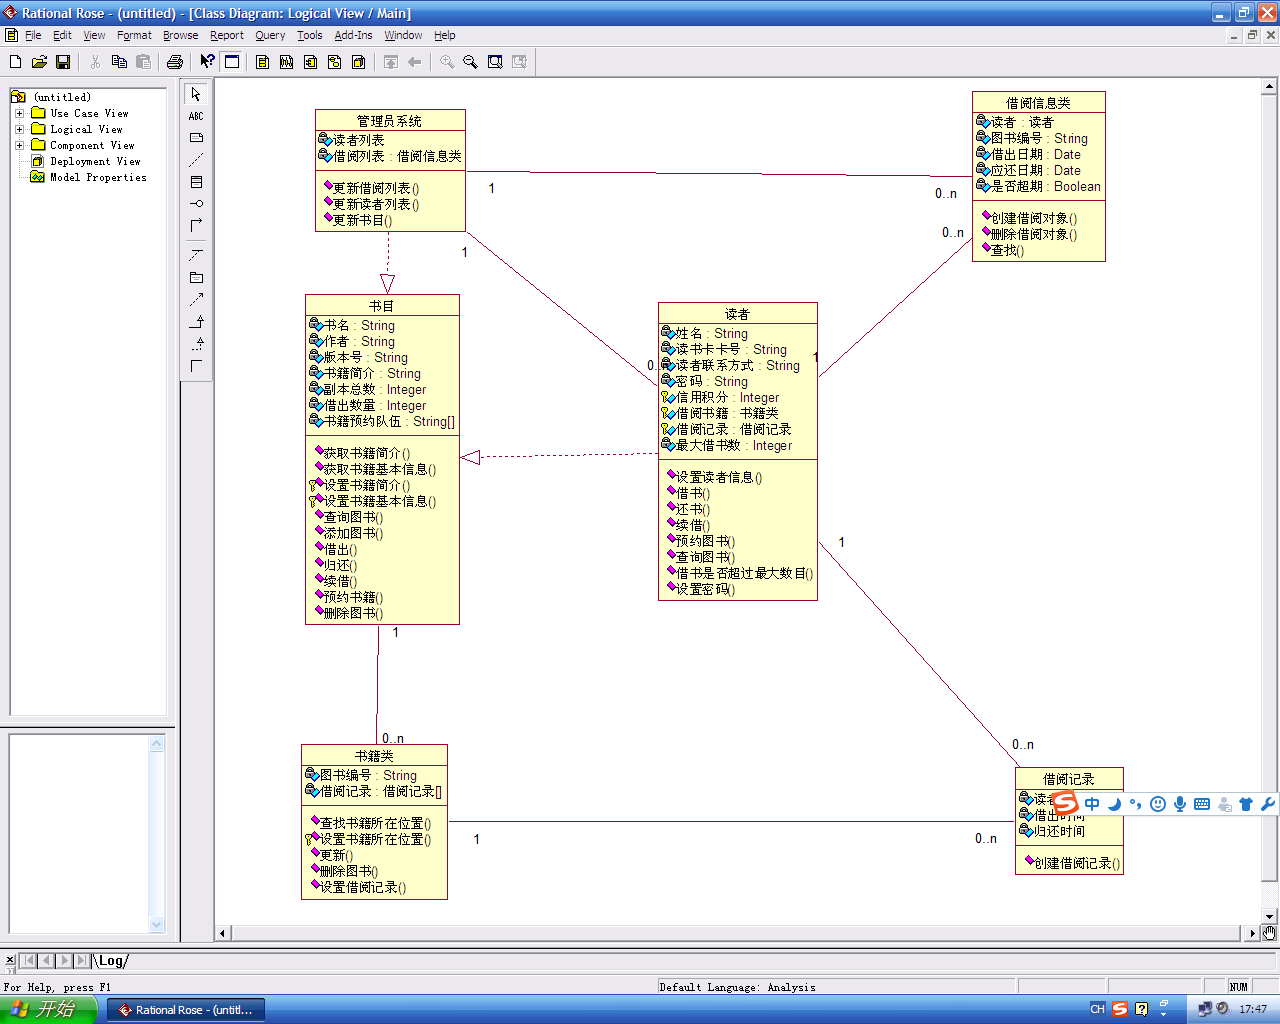 Rational Rose - (untitled) - [Class Diagram: Logical View / Main]
File Edit View Format Browse Report Query Tools Add-Ins Window Help
(untitled)
Use Case View
Logical View
Component View
Deployment View
Model Properties
ABC
管理员系统
读者列表
借阅列表 : 借阅信息类
更新借阅列表()
更新读者列表()
更新书目()
1
0..n
1
0..n
借阅信息类
读者 : 读者
图书编号 : String
借出日期 : Date
应还日期 : Date
是否超期 : Boolean
创建借阅对象()
删除借阅对象()
查找()
书目
书名 : String
作者 : String
版本号 : String
书籍简介 : String
副本总数 : Integer
借出数量 : Integer
书籍预约队伍 : String[]
获取书籍简介()
获取书籍基本信息()
设置书籍简介()
设置书籍基本信息()
查询图书()
添加图书()
借出()
归还()
续借()
预约书籍()
删除图书()
读者
姓名 : String
读书卡卡号 : String
读者联系方式 : String
密码 : String
信用积分 : Integer
借阅书籍 : 书籍类
借阅记录 : 借阅记录
最大借书数 : Integer
设置读者信息()
借书()
还书()
续借()
预约图书()
查询图书()
借书是否超过最大数目()
设置密码()
0..
1
1
1
0..n
0..n
书籍类
图书编号 : String
借阅记录 : 借阅记录[]
查找书籍所在位置()
设置书籍所在位置()
更新()
删除图书()
设置借阅记录()
1
0..n
借阅记录
读者
借出时间
归还时间
创建借阅记录()
中
Log
For Help, press F1
Default Language: Analysis
NUM
开始
Rational Rose - (untitl...
CH
17:47